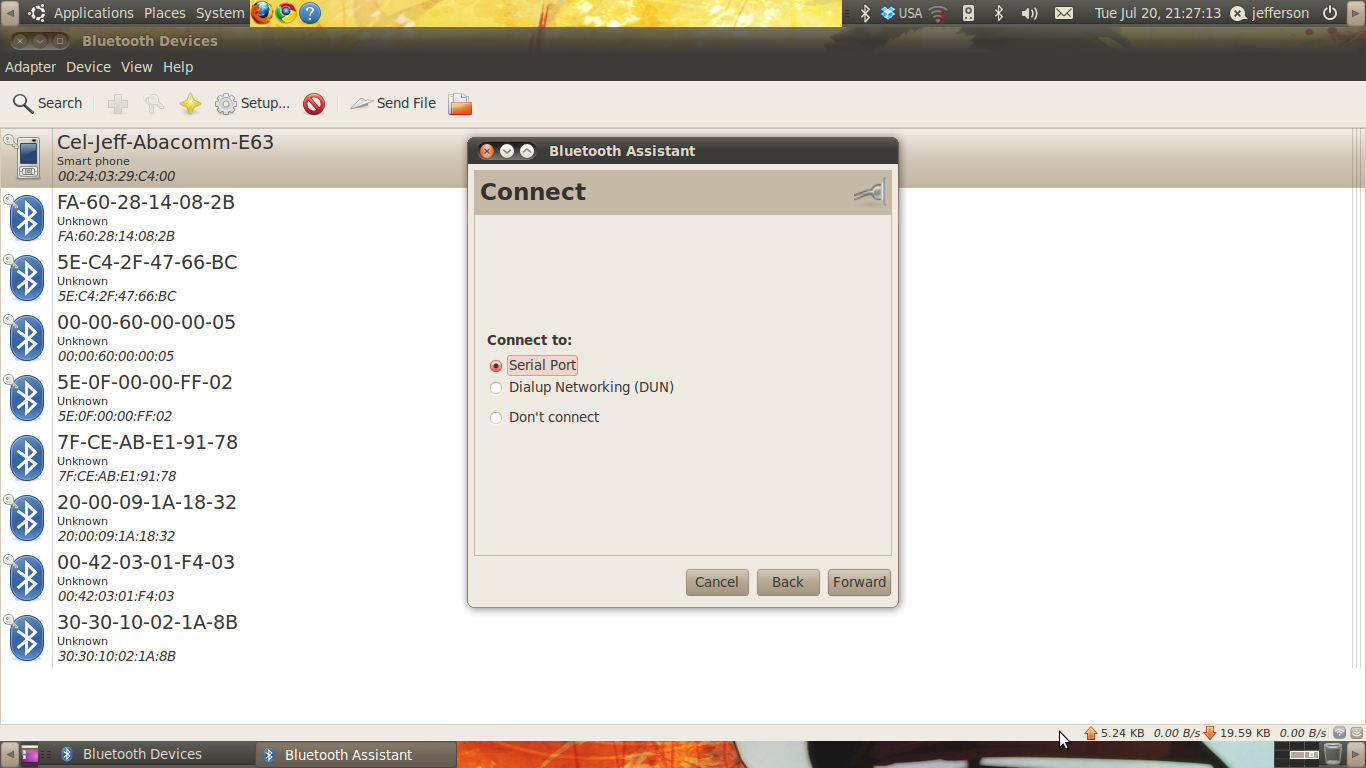 Applications Places System ? USA Tue Jul 20, 21:27:13 jefferson
Bluetooth Devices
Adapter Device View Help
Search Setup... Send File
Cel-Jeff-Abacomm-E63
Smart phone
00:24:03:29:C4:00
FA-60-28-14-08-2B
Unknown
FA:60:28:14:08:2B
5E-C4-2F-47-66-BC
Unknown
5E:C4:2F:47:66:BC
00-00-60-00-00-05
Unknown
00:00:60:00:00:05
5E-0F-00-00-FF-02
Unknown
5E:0F:00:00:FF:02
7F-CE-AB-E1-91-78
Unknown
7F:CE:AB:E1:91:78
20-00-09-1A-18-32
Unknown
20:00:09:1A:18:32
00-42-03-01-F4-03
Unknown
00:42:03:01:F4:03
30-30-10-02-1A-8B
Unknown
30:30:10:02:1A:8B
Bluetooth Assistant
Connect
Connect to:
Serial Port
Dialup Networking (DUN)
Don't connect
Cancel Back Forward
5.24 KB 0.00 B/s 19.59 KB 0.00 B/s
Bluetooth Devices Bluetooth Assistant